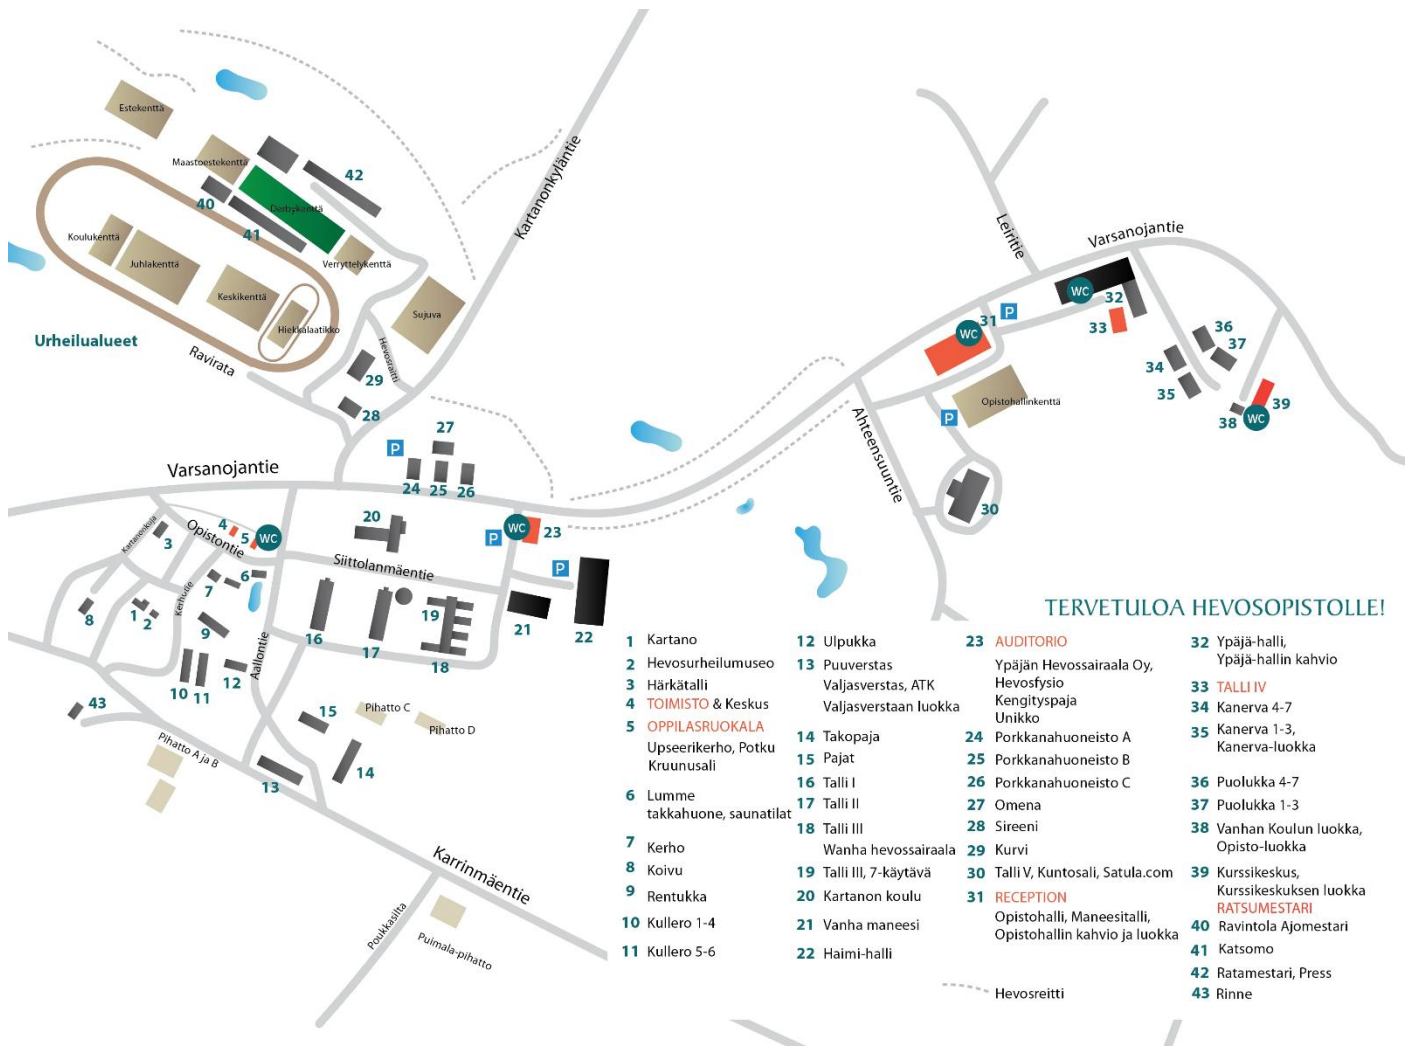 Estekenttä
Maastoestekenttä
42
40
Derbykenttä
41
Koulukenttä
Juhlakenttä
Verryttelykenttä
Keskikenttä
Hiekkalaatikko
Sujuva
Urheilualueet
Ravirata
Hevosraitti
29
28
Kartanonkyläntie
Leiritie
Varsanojantie
WC
32
31
P
WC
33
36
37
34
35
39
38
WC
Opistohallinkenttä
P
Ahteensuuntie
30
27
P
24
25
26
Varsanojantie
20
WC
23
P
P
Siittolanmäentie
4
5
WC
Opistontie
Kartanonkuja
3
6
7
Kerhotie
8
1
2
9
10
11
12
Aallontie
16
17
19
18
21
22
43
15
Pihatto C
Pihatto D
14
13
Pihatto A ja B
Karrinmäentie
Poukkasilta
Puimala-pihatto
TERVETULOA HEVOSOPISTOLLE!
1 Kartano
2 Hevosurheilumuseo
3 Härkätalli
4 TOIMISTO & Keskus
5 OPPILASRUOKALA
Upseerikerho, Potku
Kruunusali
6 Lumme
takkahuone, saunatilat
7 Kerho
8 Koivu
9 Rentukka
10 Kullero 1-4
11 Kullero 5-6
12 Ulpukka
13 Puuverstas
Valjasverstas, ATK
Valjasverstaan luokka
14 Takopaja
15 Pajat
16 Talli I
17 Talli II
18 Talli III
Wanha hevossairaala
19 Talli III, 7-käytävä
20 Kartanon koulu
21 Vanha maneesi
22 Haimi-halli
23 AUDITORIO
Ypäjän Hevossairaala Oy,
Hevosfysio
Kengityspaja
Unikko
24 Porkkanahuoneisto A
25 Porkkanahuoneisto B
26 Porkkanahuoneisto C
27 Omena
28 Sireeni
29 Kurvi
30 Talli V, Kuntosali, Satula.com
31 RECEPTION
Opistohalli, Maneesitalli,
Opistohallin kahvio ja luokka
Hevosreitti
32 Ypäjä-halli,
Ypäjä-hallin kahvio
33 TALLI IV
34 Kanerva 4-7
35 Kanerva 1-3,
Kanerva-luokka
36 Puolukka 4-7
37 Puolukka 1-3
38 Vanhan Koulun luokka,
Opisto-luokka
39 Kurssikeskus,
Kurssikeskuksen luokka
RATSUMESTARI
40 Ravintola Ajomestari
41 Katsomo
42 Ratamestari, Press
43 Rinne